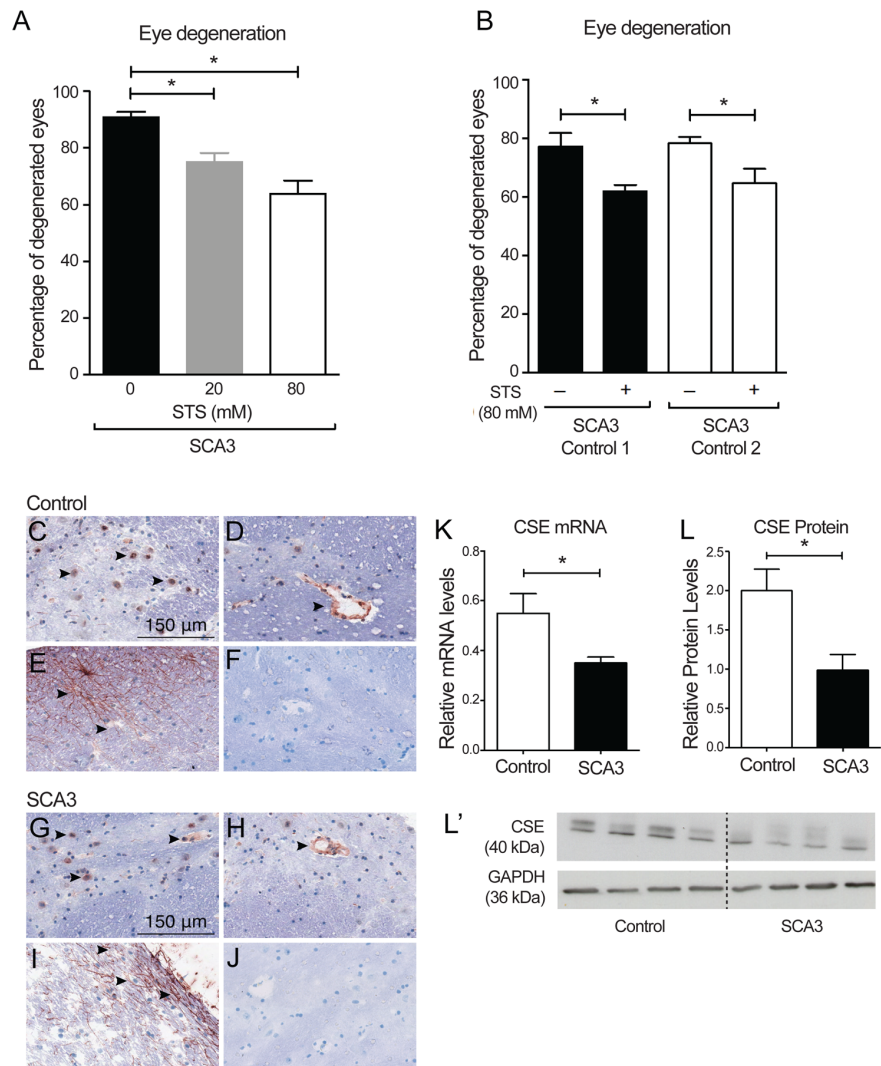 A
Eye degeneration
*
*
Percentage of degenerated eyes
100
80
60
40
20
0
0 20 80
STS (mM)
SCA3
B
Eye degeneration
* *
Percentage of degenerated eyes
100
80
60
40
20
0
STS – + – +
(80 mM)
SCA3 SCA3
Control 1 Control 2
Control
C D
150 µm
E F
SCA3
G H
150 µm
I J
K
CSE mRNA
*
Relative mRNA levels
0.8
0.6
0.4
0.2
0.0
Control SCA3
L
CSE Protein
*
Relative Protein Levels
2.5
2.0
1.5
1.0
0.5
0.0
Control SCA3
L'
CSE
(40 kDa)
GAPDH
(36 kDa)
Control SCA3